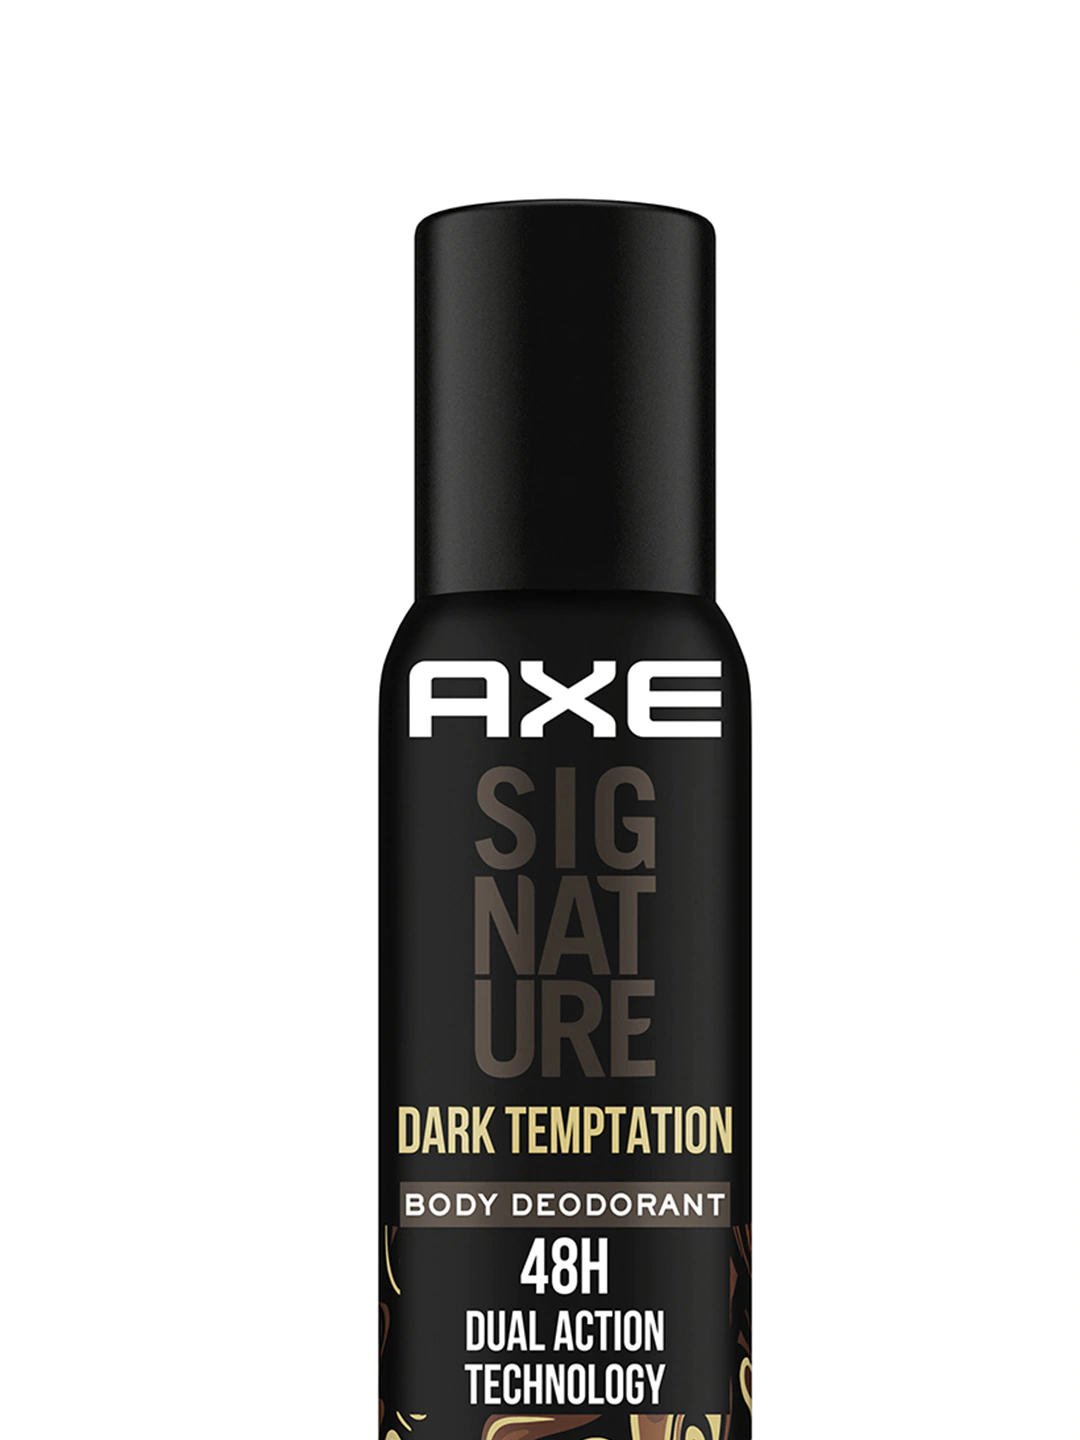 AXE
SIG
NAT
URE
DARK TEMPTATION
BODY DEODORANT
48H
DUAL ACTION
TECHNOLOGY